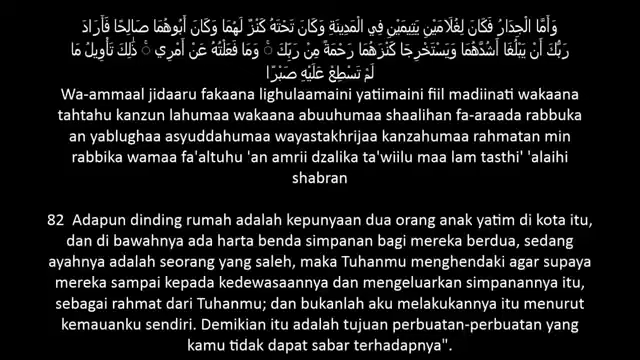 وَأَمَّا الْجِدَارُ فَكَانَ لِغُلَامَيْنِ يَتِيمَيْنِ فِي الْمَدِينَةِ وَكَانَ تَحْتَهُ كَنْزٌ لَهُمَا وَكَانَ أَبُوهُمَا صَالِحًا فَأَرَادَ
رَبُّكَ أَنْ يَبْلُغَا أَشُدَّهُمَا وَيَسْتَخْرِجَا كَنْزَهُمَا رَحْمَةً مِنْ رَبِّكَ ۚ وَمَا فَعَلْتُهُ عَنْ أَمْرِي ۚ ذَٰلِكَ تَأْوِيلُ مَا
لَمْ تَسْطِعْ عَلَيْهِ صَبْرًا
Wa-ammaal jidaaru fakaana lighulaamaini yatiimaini fiil madiinati wakaana
tahtahu kanzun lahumaa wakaana abuuhumaa shaalihan fa-araada rabbuka
an yablughaa asyuddahumaa wayastakhrijaa kanzahumaa rahmatan min
rabbika wamaa fa'altuhu 'an amrii dzalika ta'wiilu maa lam tasthi' 'alaihi
shabran
82 Adapun dinding rumah adalah kepunyaan dua orang anak yatim di kota itu,
dan di bawahnya ada harta benda simpanan bagi mereka berdua, sedang
ayahnya adalah seorang yang saleh, maka Tuhanmu menghendaki agar supaya
mereka sampai kepada kedewasaannya dan mengeluarkan simpanannya itu,
sebagai rahmat dari Tuhanmu; dan bukanlah aku melakukannya itu menurut
kemauanku sendiri. Demikian itu adalah tujuan perbuatan-perbuatan yang
kamu tidak dapat sabar terhadapnya".